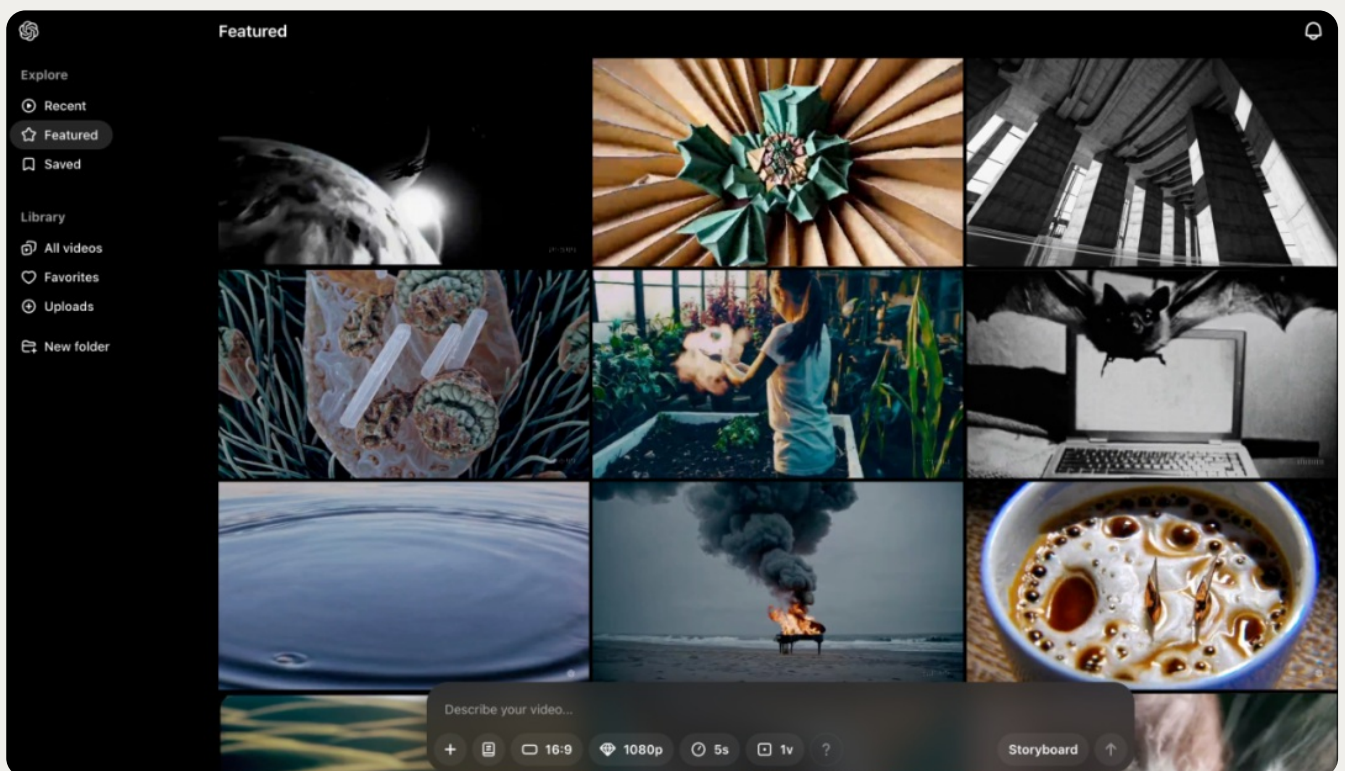 Featured
Explore
Recent
Featured
Saved
Library
All videos
Favorites
Uploads
New folder
Describe your video...
+ 16:9 1080p 5s 1v ? Storyboard